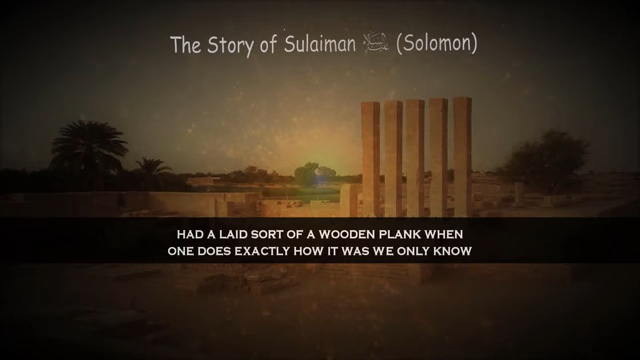 The Story of Sulaiman (Solomon)
HAD A LAID SORT OF A WOODEN PLANK WHEN
ONE DOES EXACTLY HOW IT WAS WE ONLY KNOW